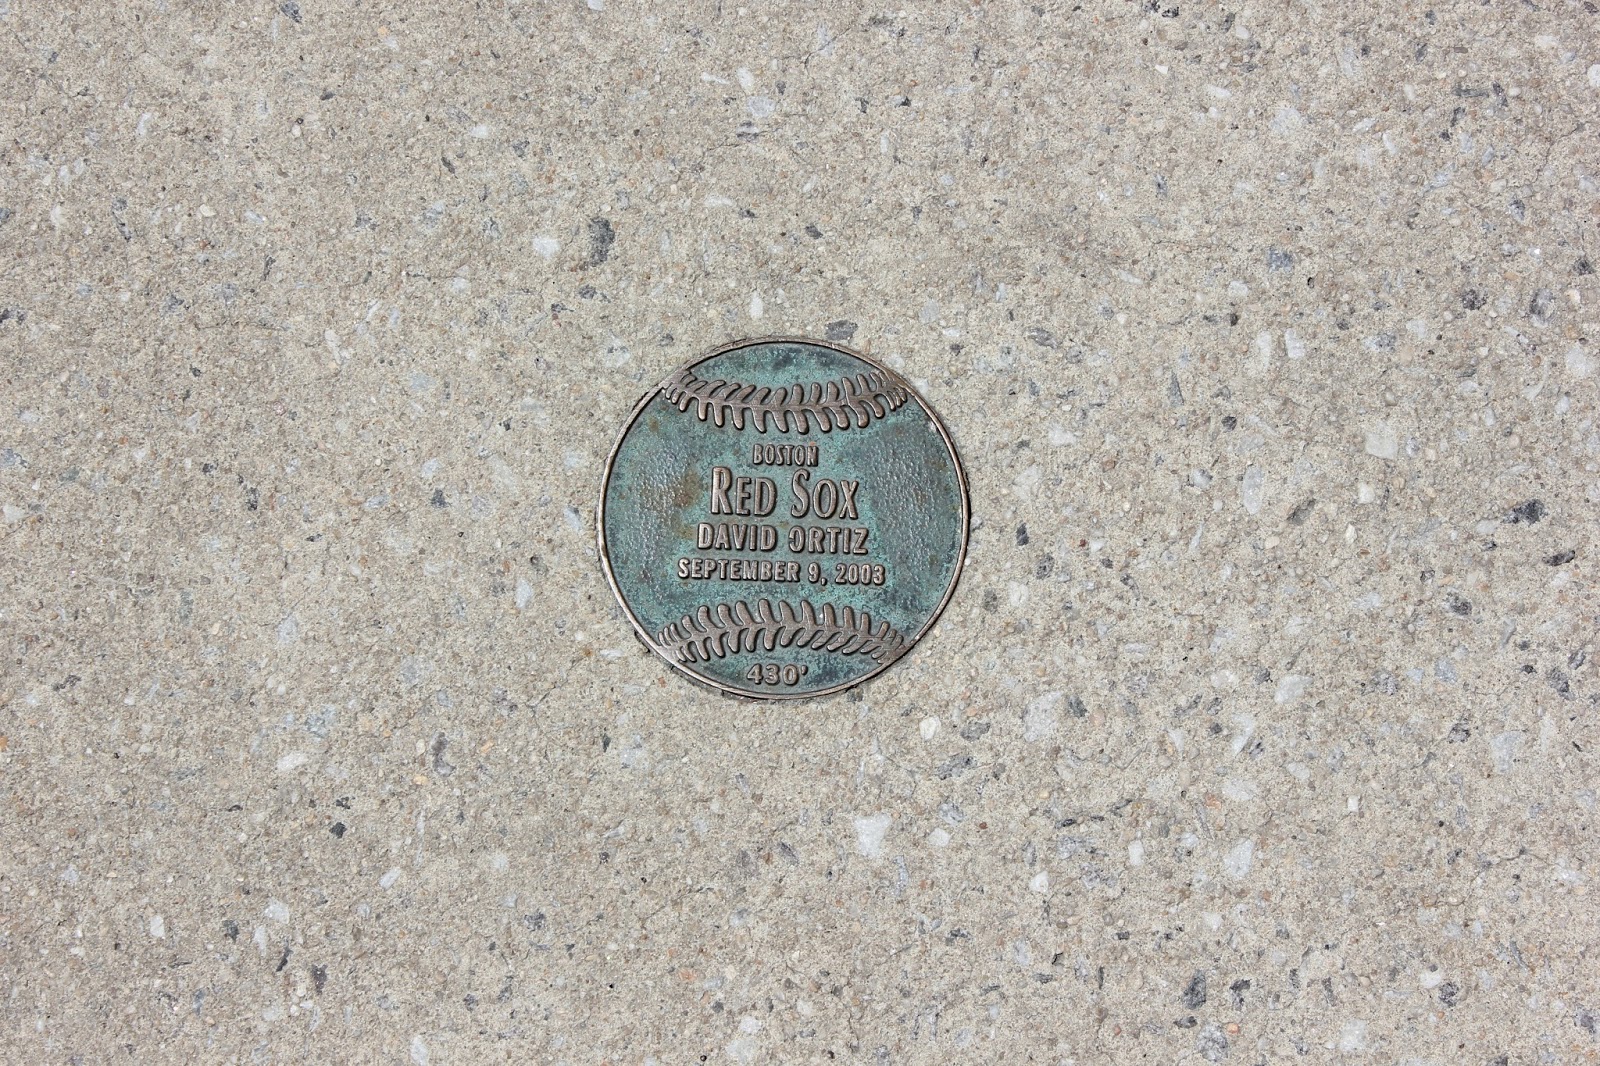 BOSTON
RED SOX
DAVID ORTIZ
SEPTEMBER 9, 2003
430'